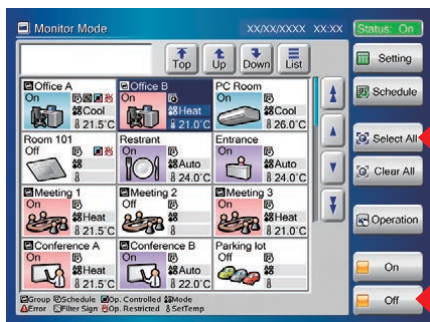 Monitor Mode XX/XX/XXXX XX:XX Status: On
Top Up Down List
Setting
Schedule
Select All
Clear All
Operation
On
Off
Office A
On
Cool
21.5°C
Office B
On
Heat
21.0°C
PC Room
On
Cool
26.0°C
Room 101
Off
Restrant
On
Auto
24.0°C
Entrance
On
Auto
24.0°C
Meeting 1
On
Heat
21.5°C
Meeting 2
Off
Meeting 3
On
Heat
21.0°C
Conference A
On
Heat
21.5°C
Conference B
On
Auto
22.0°C
Parking lot
Off
Group Schedule Op. Controlled Mode
Error Filter Sign Op. Restricted SetTemp